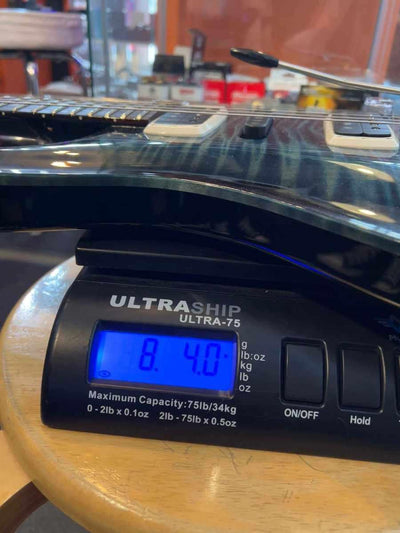 ULTRASHIP
ULTRA-75
8. 4.0
g
lb:oz
kg
lb
oz
Maximum Capacity:75lb/34kg
0 - 2lb x 0.1oz 2lb - 75lb x 0.5oz
ON/OFF
Hold